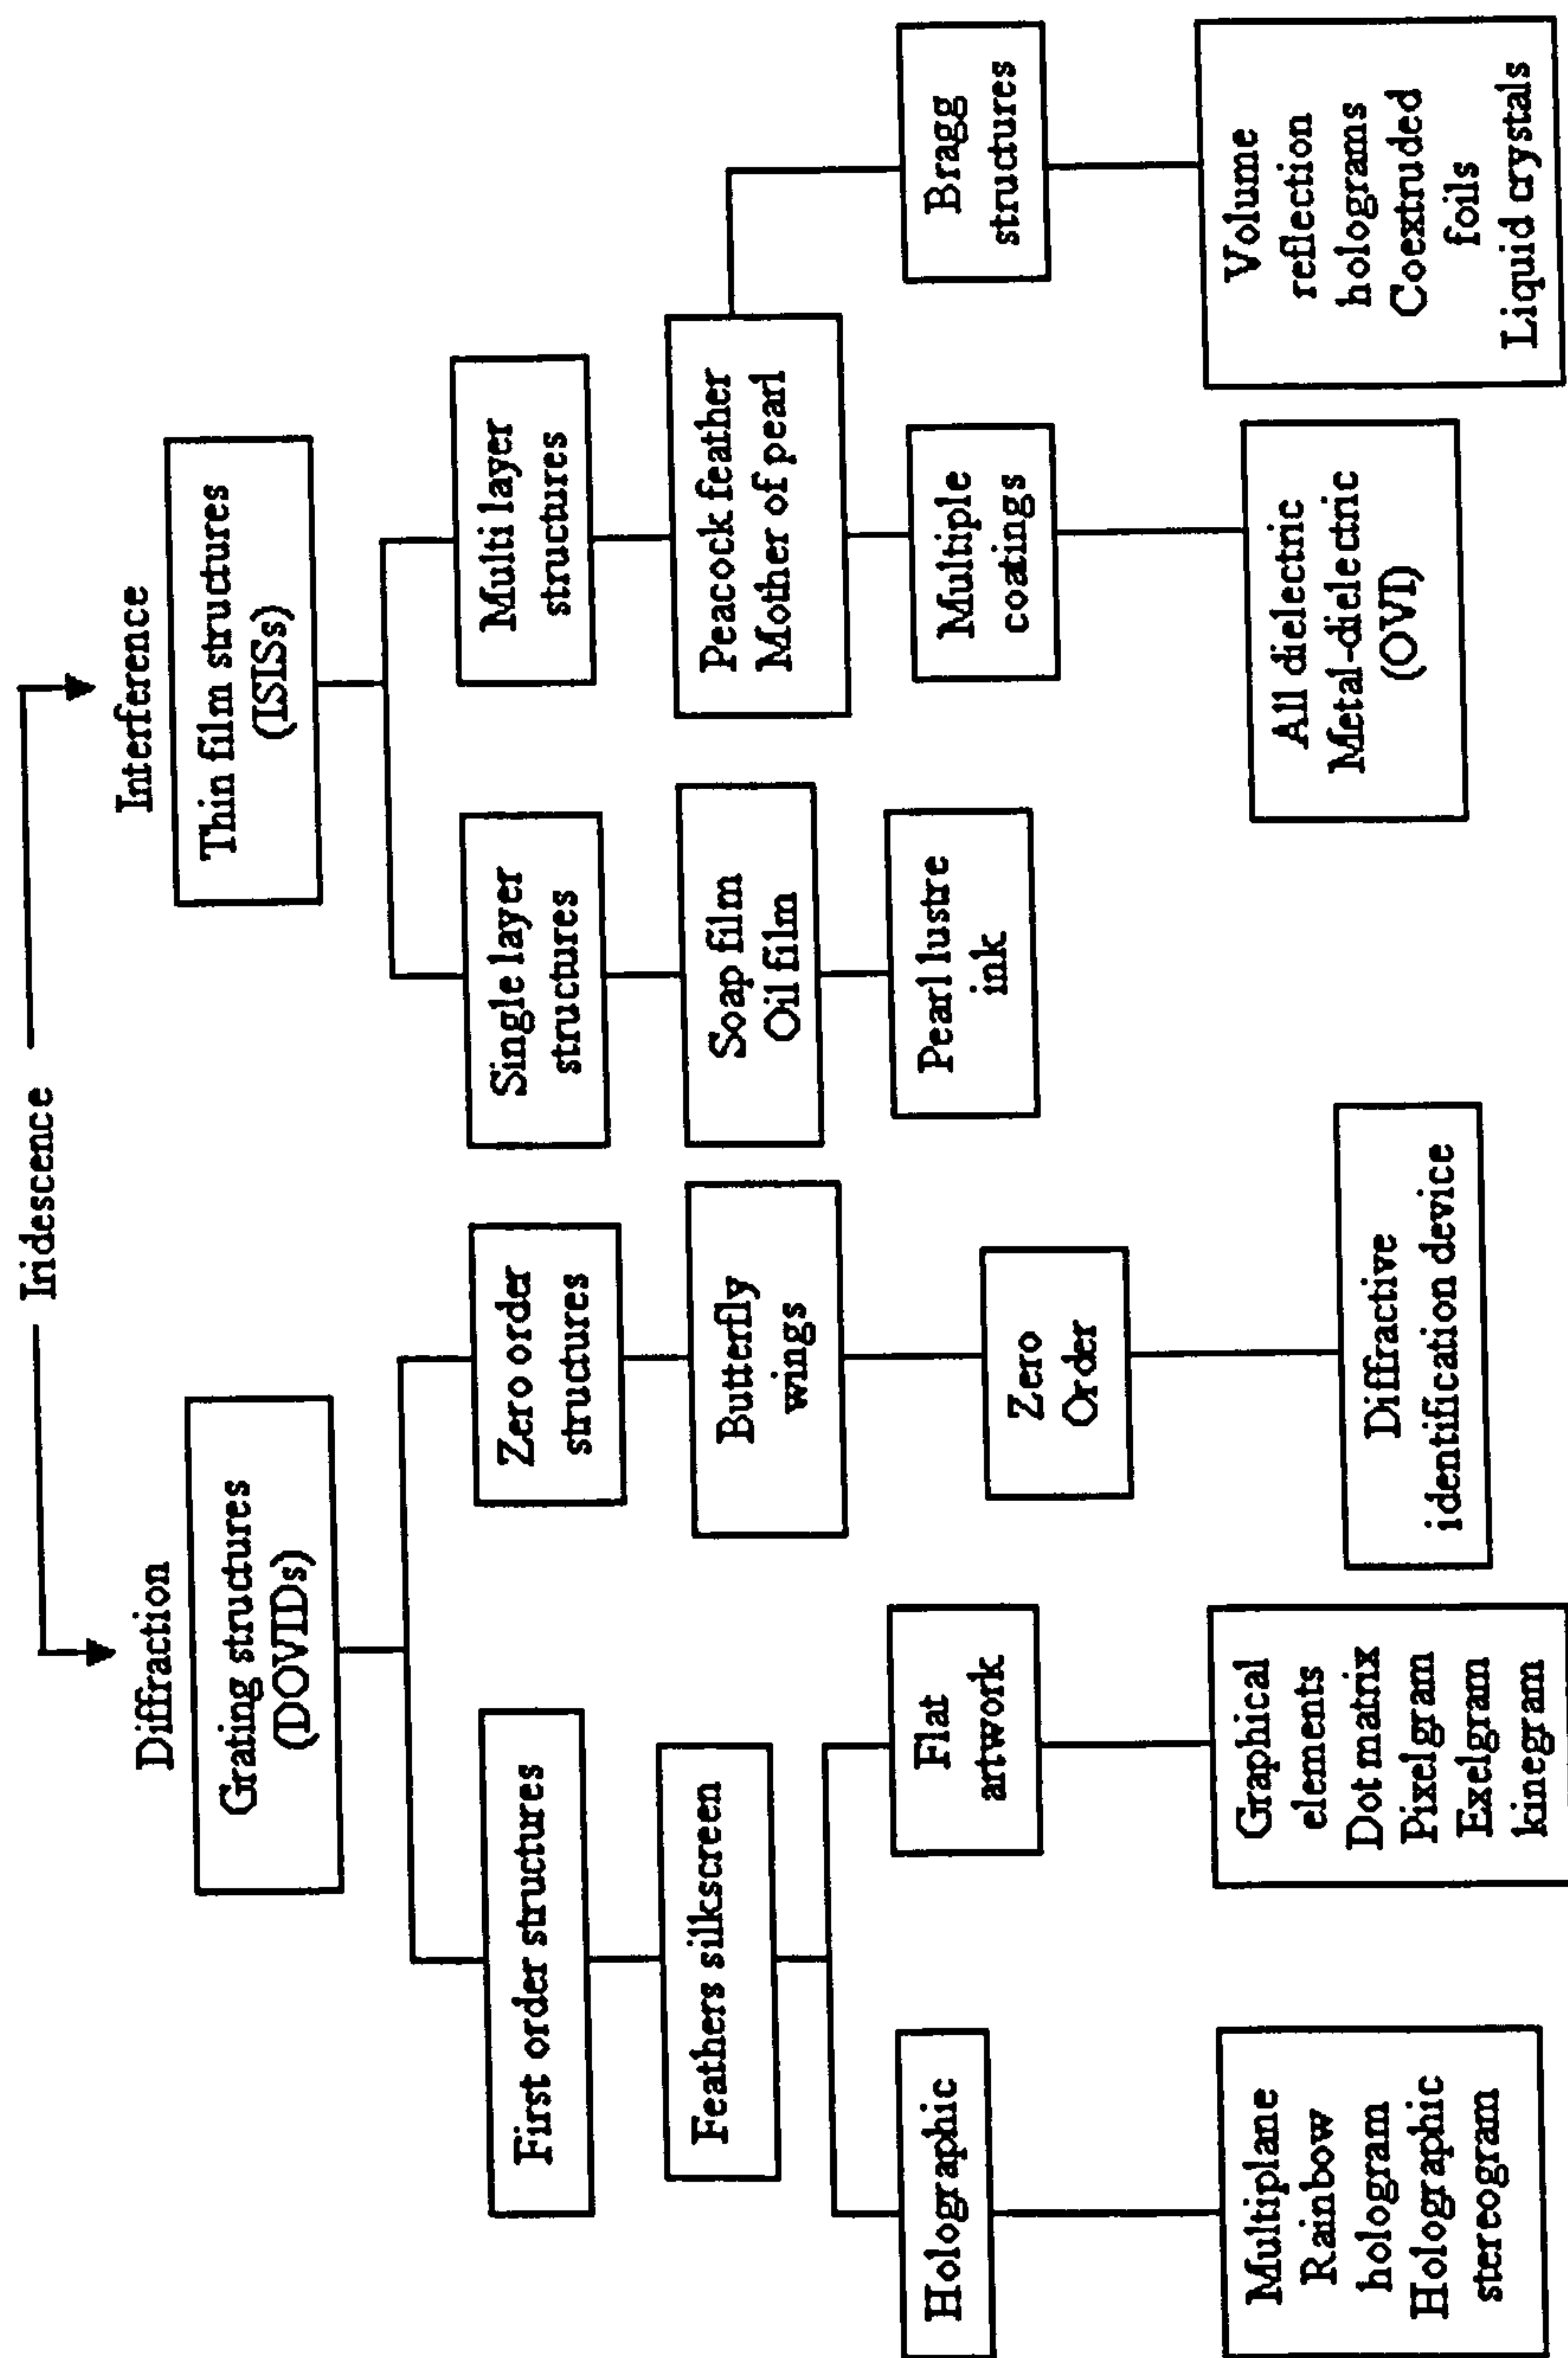 Iridescence
Diffraction
Interference
Grating structures
(DOVIDs)
Thin film structures
(ISISs)
First order structures
Zero order
structures
Single layer
structures
Multi layer
structures
Feathers silkscreen
Butterfly
wings
Soap film
Oil film
Peacock feather
Mother of pearl
Holographic
Flat
artwork
Zero
Order
Pearl lustre
ink
Multiple
coatings
Bragg
structures
Multiplane
Rainbow
hologram
Holographic
stereogram
Graphical
elements
Dot matrix
Pixelgram
Exelgram
kinegram
Diffractive
identification device
All dielectric
Metal-dielectric
(OVI)
Volume
reflection
holograms
Coextruded
foils
Liquid crystals